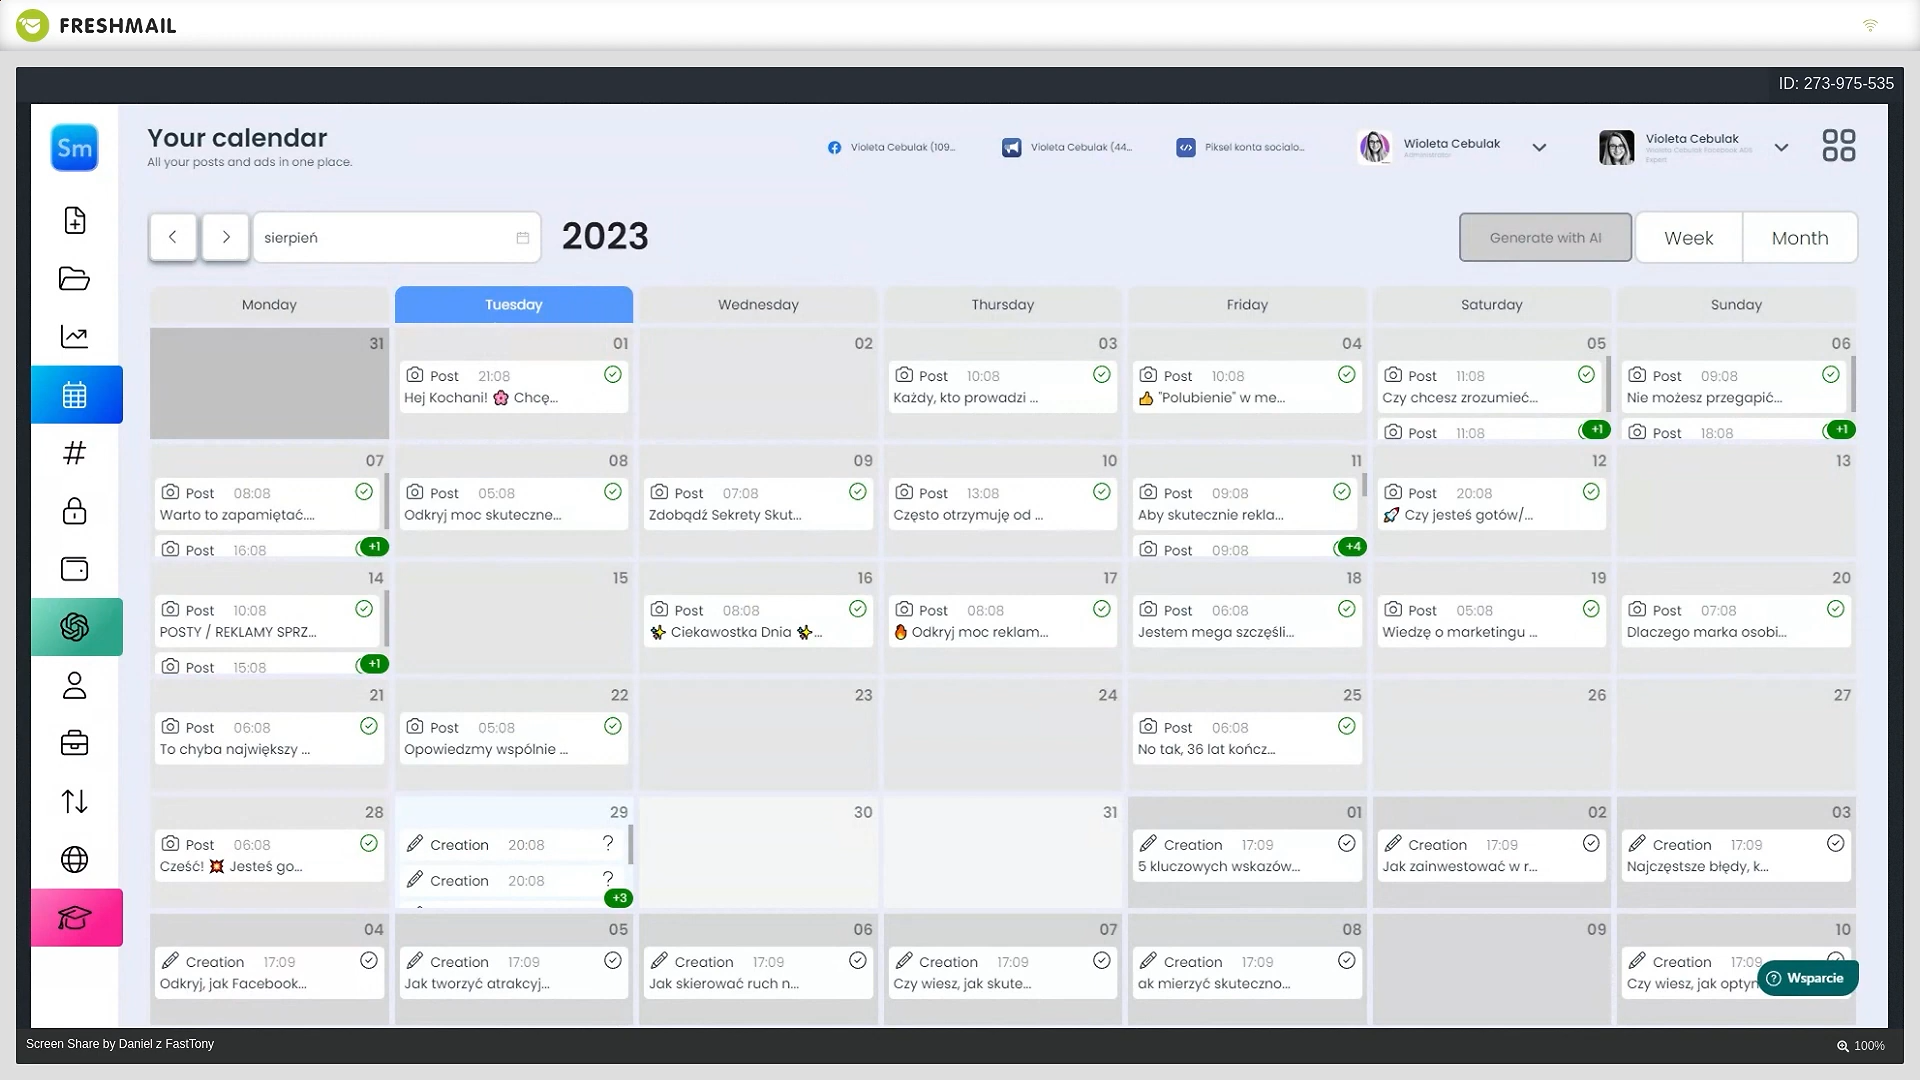 FRESHMAIL
ID: 273-975-535
Sm
Your calendar
All your posts and ads in one place.
Violeta Cebulak (109...
Violeta Cebulak (44...
Piksel konta socialo...
Wioleta Cebulak
Administrator
Violeta Cebulak
Wioleta Cebulak Facebook ADS
Expert
sierpień
2023
Generate with AI
Week
Month
Monday
Tuesday
Wednesday
Thursday
Friday
Saturday
Sunday
31
01
Post 21:08
Hej Kochani! 🌸 Chcę...
02
03
Post 10:08
Każdy, kto prowadzi ...
04
Post 10:08
👍 "Polubienie" w me...
05
Post 11:08
Czy chcesz zrozumieć...
Post 11:08
+1
06
Post 09:08
Nie możesz przegapić...
Post 18:08
+1
07
Post 08:08
Warto to zapamiętać....
Post 16:08
+1
08
Post 05:08
Odkryj moc skuteczne...
09
Post 07:08
Zdobądź Sekrety Skut...
10
Post 13:08
Często otrzymuję od ...
11
Post 09:08
Aby skutecznie rekla...
Post 09:08
+4
12
Post 20:08
🚀 Czy jesteś gotów/...
13
14
Post 10:08
POSTY / REKLAMY SPRZ...
Post 15:08
+1
15
16
Post 08:08
✨ Ciekawostka Dnia ✨...
17
Post 08:08
🔥 Odkryj moc reklam...
18
Post 06:08
Jestem mega szczęśli...
19
Post 05:08
Wiedzę o marketingu ...
20
Post 07:08
Dlaczego marka osobi...
21
Post 06:08
To chyba największy ...
22
Post 05:08
Opowiedzmy wspólnie ...
23
24
25
Post 06:08
No tak, 36 lat kończ...
26
27
28
Post 06:08
Cześć! 💥 Jesteś go...
29
Creation 20:08 ?
Creation 20:08 ?
+3
30
31
01
Creation 17:09
5 kluczowych wskazów...
02
Creation 17:09
Jak zainwestować w r...
03
Creation 17:09
Najczęstsze błędy, k...
04
Creation 17:09
Odkryj, jak Facebook...
05
Creation 17:09
Jak tworzyć atrakcyj...
06
Creation 17:09
Jak skierować ruch n...
07
Creation 17:09
Czy wiesz, jak skute...
08
Creation 17:09
ak mierzyć skuteczno...
09
10
Creation 17:09
Czy wiesz, jak optyn
Wsparcie
Screen Share by Daniel z FastTony
100%